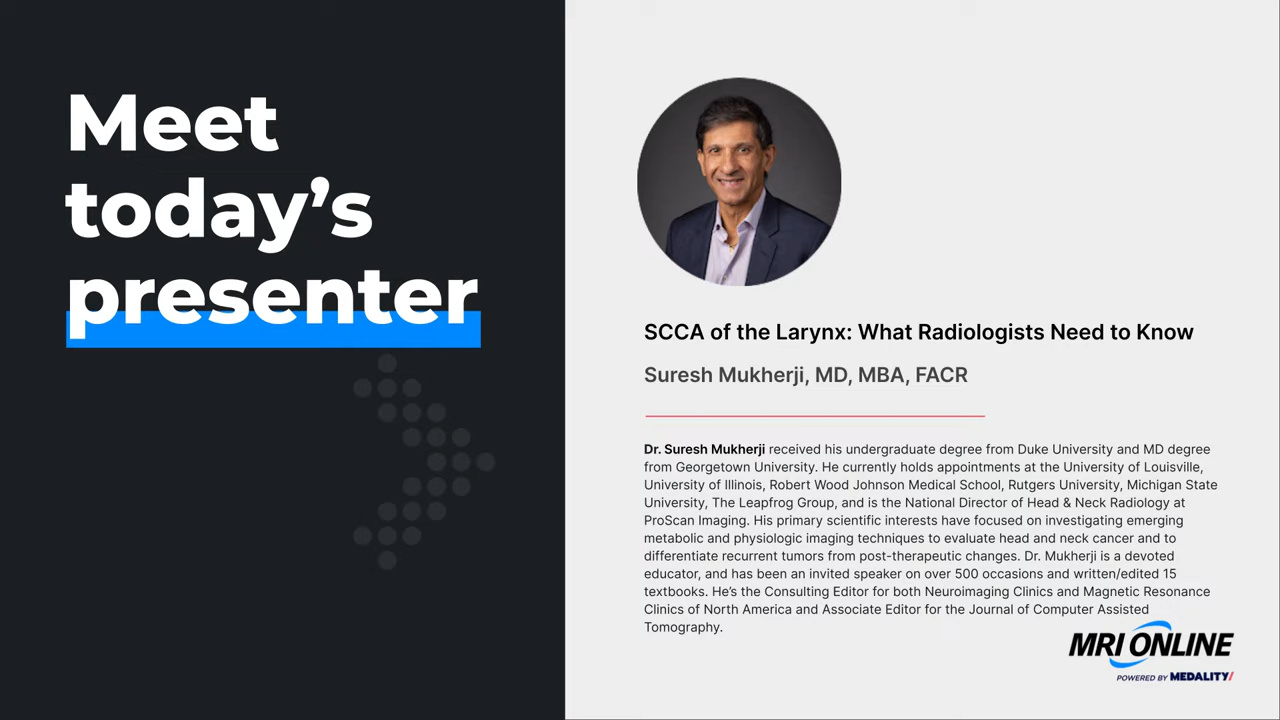 Meet
today’s
presenter
SCCA of the Larynx: What Radiologists Need to Know
Suresh Mukherji, MD, MBA, FACR
Dr. Suresh Mukherji received his undergraduate degree from Duke University and MD degree
from Georgetown University. He currently holds appointments at the University of Louisville,
University of Illinois, Robert Wood Johnson Medical School, Rutgers University, Michigan State
University, The Leapfrog Group, and is the National Director of Head & Neck Radiology at
ProScan Imaging. His primary scientific interests have focused on investigating emerging
metabolic and physiologic imaging techniques to evaluate head and neck cancer and to
differentiate recurrent tumors from post-therapeutic changes. Dr. Mukherji is a devoted
educator, and has been an invited speaker on over 500 occasions and written/edited 15
textbooks. He’s the Consulting Editor for both Neuroimaging Clinics and Magnetic Resonance
Clinics of North America and Associate Editor for the Journal of Computer Assisted
Tomography.
MRI ONLINE
POWERED BY MEDALITY/